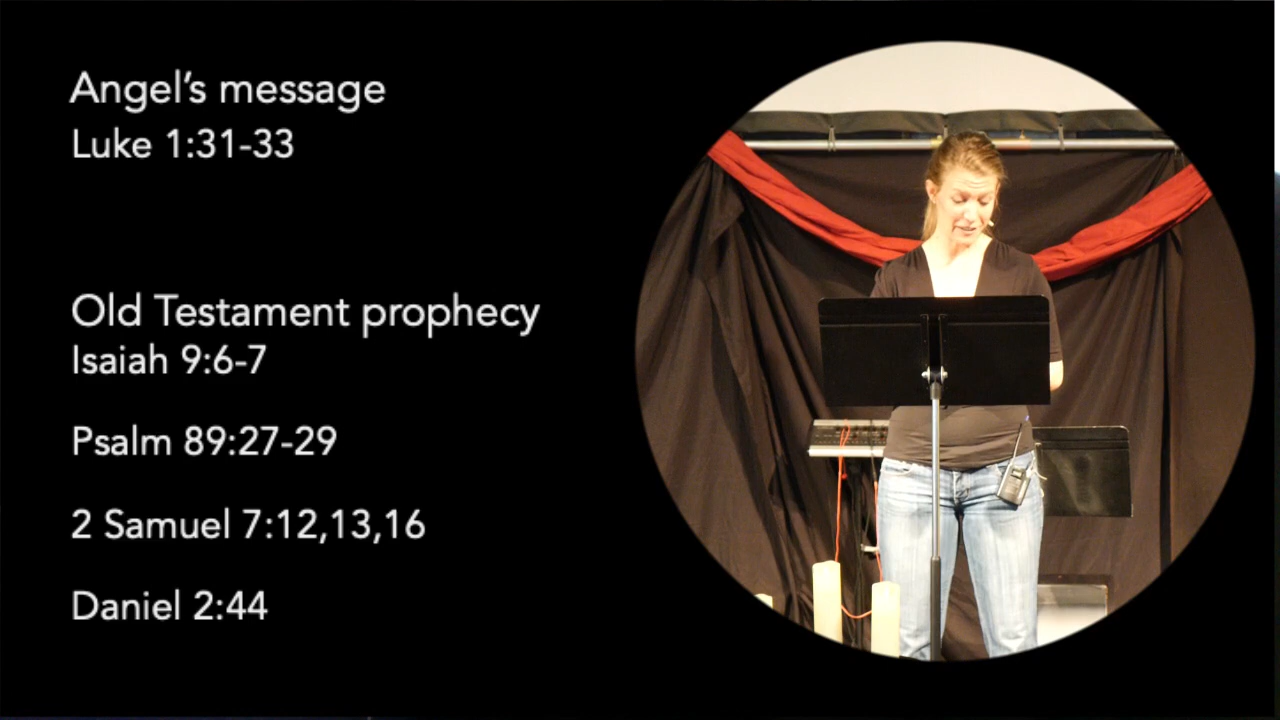 Angel’s message
Luke 1:31-33
Old Testament prophecy
Isaiah 9:6-7
Psalm 89:27-29
2 Samuel 7:12,13,16
Daniel 2:44